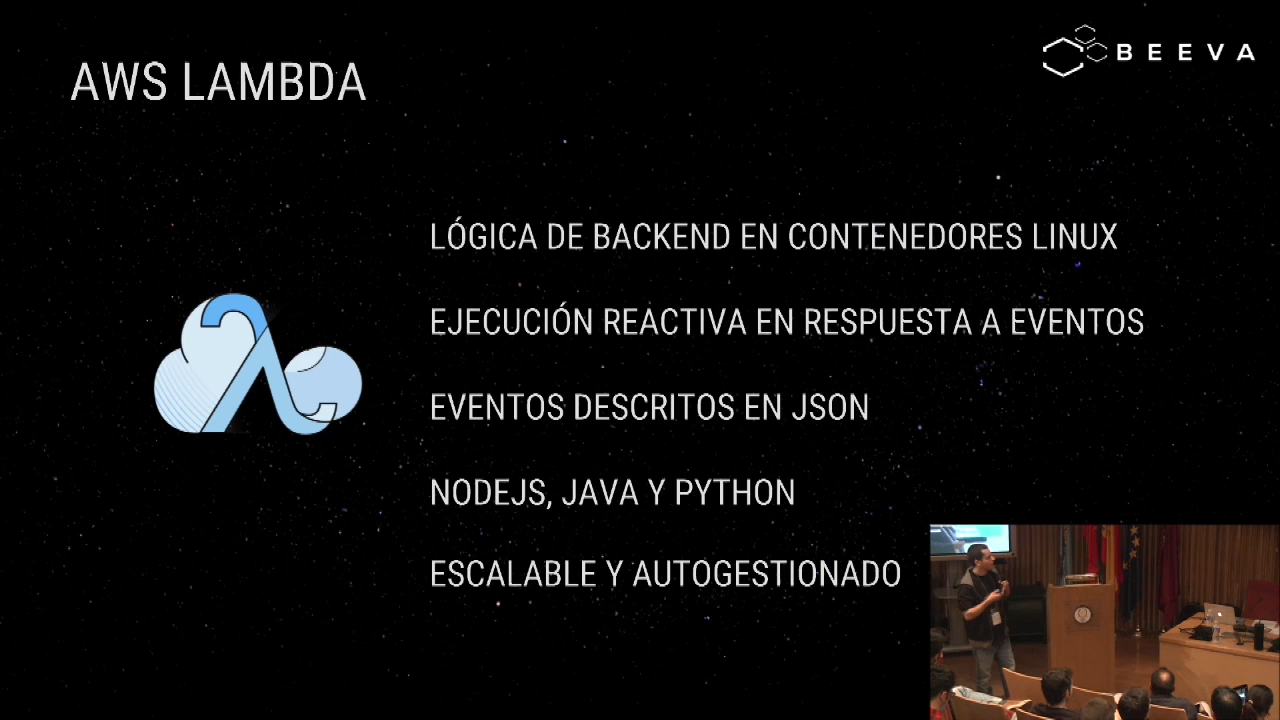 AWS LAMBDA
BEEVA
LÓGICA DE BACKEND EN CONTENEDORES LINUX
EJECUCIÓN REACTIVA EN RESPUESTA A EVENTOS
EVENTOS DESCRITOS EN JSON
NODEJS, JAVA Y PYTHON
ESCALABLE Y AUTOGESTIONADO